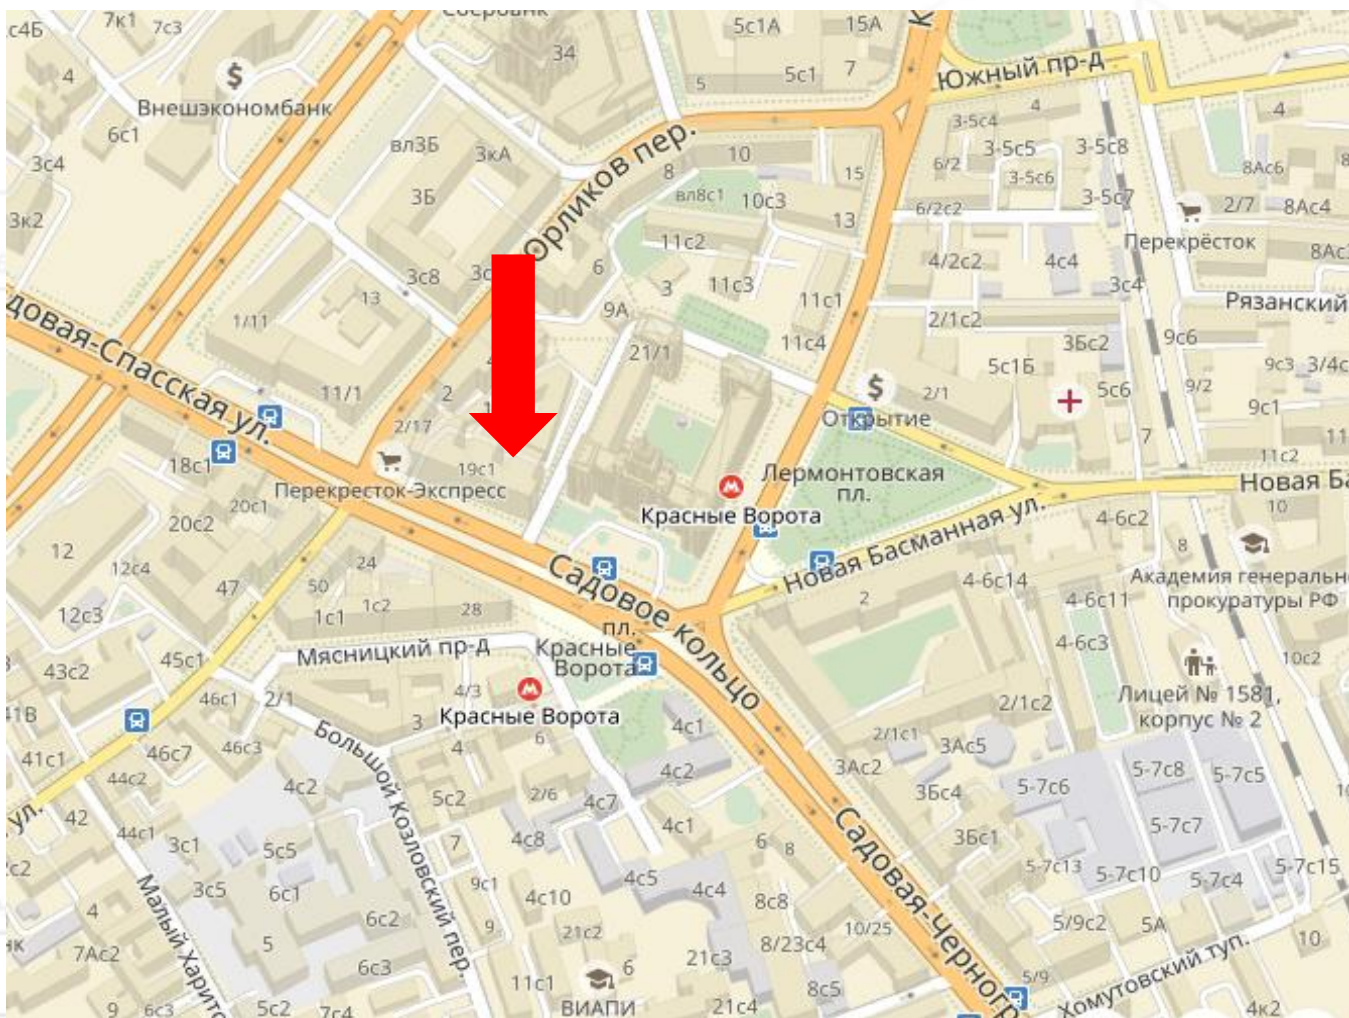 с4Б
7к1
7с3
Сбербанк
34
5с1А
15А
5
5с1
7
Южный пр-д
4
4
$
Внешэкономбанк
6с1
4
3с4
3к2
вл3Б
3кА
3Б
Орликов пер.
8
10
вл8с1
10с3
15
13
11с2
6
3
11с3
11с1
11с4
9А
21/1
3с8
13
1/11
11/1
2
2/17
3-5с4
3-5с5
3-5с6
3-5с8
3-5с7
6/2
6/2с2
4/2с2
4с4
3с4
2/1с2
3Бс2
5с1Б
5с6
2/7
8Ас6
8Ас4
Перекрёсток
Рязанский
9с6
9с3
3/4с
9/2
9с1
11с2
7
$
Открытие
2/1
Садовая-Спасская ул.
18с1
20с1
20с2
19с1
Перекресток-Экспресс
12
12с4
12с3
47
24
50
1с1
1с2
28
Лермонтовская
пл.
Красные Ворота
Новая Басманная ул.
Новая Ба
10
4-6с2
8
4-6с14
4-6с11
4-6с3
Академия генеральн
прокуратуры РФ
10с2
Лицей № 1581,
корпус № 2
Садовое кольцо
пл.
Красные
Ворота
Мясницкий пр-д
Красные Ворота
4/3
3
4
6
2/6
43с2
45с1
46с1
2/1
41В
41с1
46с7
46с3
44с2
42
44с1
ул.
Большой Козловский пер.
Малый Харито
4с2
5с2
4с7
4с8
4с1
4с2
4с1
4с5
4с4
4с10
7
9с1
9
3с1
5с5
3с5
6с1
6с2
5
6с3
4
7Ас2
9
6с3
5с2
7с4
11с1
21с2
6
ВИАПИ
21с3
21с4
6
8
8с8
8/23с4
8с5
10/25
Садовая-Черногр
2
2/1с2
2/1с1
3Ас5
3Ас2
3Бс4
3Бс1
5-7с6
5-7с8
5-7с5
5-7с7
5-7с13
5-7с10
5-7с4
5-7с15
5/9с2
5А
5/9
Хомутовский туп.
10
4к2